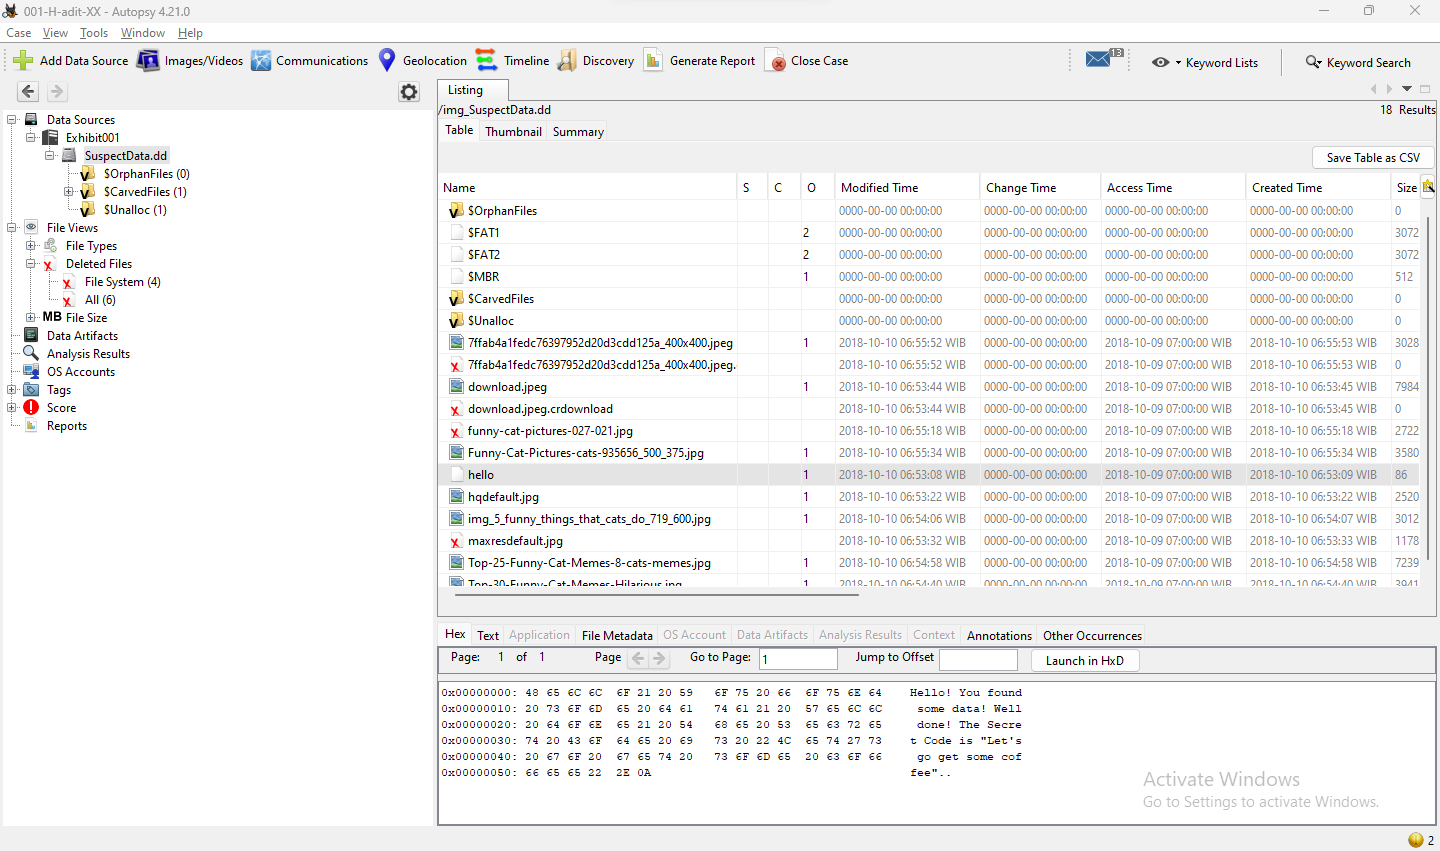 001-H-adit-XX - Autopsy 4.21.0
Case View Tools Window Help
Add Data Source Images/Videos Communications Geolocation Timeline Discovery Generate Report Close Case 13 Keyword Lists Keyword Search
Data Sources
Exhibit001
SuspectData.dd
$OrphanFiles (0)
$CarvedFiles (1)
$Unalloc (1)
File Views
File Types
Deleted Files
File System (4)
All (6)
MB File Size
Data Artifacts
Analysis Results
OS Accounts
Tags
Score
Reports
Listing
/img_SuspectData.dd 18 Results
Table Thumbnail Summary
Save Table as CSV
Name S C O Modified Time Change Time Access Time Created Time Size
$OrphanFiles 0000-00-00 00:00:00 0000-00-00 00:00:00 0000-00-00 00:00:00 0000-00-00 00:00:00 0
$FAT1 2 0000-00-00 00:00:00 0000-00-00 00:00:00 0000-00-00 00:00:00 0000-00-00 00:00:00 3072
$FAT2 2 0000-00-00 00:00:00 0000-00-00 00:00:00 0000-00-00 00:00:00 0000-00-00 00:00:00 3072
$MBR 1 0000-00-00 00:00:00 0000-00-00 00:00:00 0000-00-00 00:00:00 0000-00-00 00:00:00 512
$CarvedFiles 0000-00-00 00:00:00 0000-00-00 00:00:00 0000-00-00 00:00:00 0000-00-00 00:00:00 0
$Unalloc 0000-00-00 00:00:00 0000-00-00 00:00:00 0000-00-00 00:00:00 0000-00-00 00:00:00 0
7ffab4a1fedc76397952d20d3cdd125a_400x400.jpeg 1 2018-10-10 06:55:52 WIB 0000-00-00 00:00:00 2018-10-09 07:00:00 WIB 2018-10-10 06:55:53 WIB 3028
7ffab4a1fedc76397952d20d3cdd125a_400x400.jpeg. 2018-10-10 06:55:52 WIB 0000-00-00 00:00:00 2018-10-09 07:00:00 WIB 2018-10-10 06:55:53 WIB 0
download.jpeg 1 2018-10-10 06:53:44 WIB 0000-00-00 00:00:00 2018-10-09 07:00:00 WIB 2018-10-10 06:53:45 WIB 7984
download.jpeg.crdownload 2018-10-10 06:53:44 WIB 0000-00-00 00:00:00 2018-10-09 07:00:00 WIB 2018-10-10 06:53:45 WIB 0
funny-cat-pictures-027-021.jpg 2018-10-10 06:55:18 WIB 0000-00-00 00:00:00 2018-10-09 07:00:00 WIB 2018-10-10 06:55:18 WIB 2722
Funny-Cat-Pictures-cats-935656_500_375.jpg 1 2018-10-10 06:55:34 WIB 0000-00-00 00:00:00 2018-10-09 07:00:00 WIB 2018-10-10 06:55:34 WIB 3580
hello 1 2018-10-10 06:53:08 WIB 0000-00-00 00:00:00 2018-10-09 07:00:00 WIB 2018-10-10 06:53:09 WIB 86
hqdefault.jpg 1 2018-10-10 06:53:22 WIB 0000-00-00 00:00:00 2018-10-09 07:00:00 WIB 2018-10-10 06:53:22 WIB 2520
img_5_funny_things_that_cats_do_719_600.jpg 1 2018-10-10 06:54:06 WIB 0000-00-00 00:00:00 2018-10-09 07:00:00 WIB 2018-10-10 06:54:07 WIB 3012
maxresdefault.jpg 2018-10-10 06:53:32 WIB 0000-00-00 00:00:00 2018-10-09 07:00:00 WIB 2018-10-10 06:53:33 WIB 1178
Top-25-Funny-Cat-Memes-8-cats-memes.jpg 1 2018-10-10 06:54:58 WIB 0000-00-00 00:00:00 2018-10-09 07:00:00 WIB 2018-10-10 06:54:58 WIB 7239
Top-30-Funny-Cat-Memes-Hilarious 1 2018-10-10 06:54:40 WIB 0000-00-00 00:00:00 2018-10-09 07:00:00 WIB 2018-10-10 06:54:40 WIB 3941
Hex Text Application File Metadata OS Account Data Artifacts Analysis Results Context Annotations Other Occurrences
Page: 1 of 1 Page Go to Page: 1 Jump to Offset Launch in HxD
0x00000000: 48 65 6C 6C 6F 21 20 59 6F 75 20 66 6F 75 6E 64 Hello! You found
0x00000010: 20 73 6F 6D 65 20 64 61 74 61 21 20 57 65 6C 6C some data! Well
0x00000020: 20 64 6F 6E 65 21 20 54 68 65 20 53 65 63 72 65 done! The Secre
0x00000030: 74 20 43 6F 64 65 20 69 73 20 22 4C 65 74 27 73 t Code is "Let's
0x00000040: 20 67 6F 20 67 65 74 20 73 6F 6D 65 20 63 6F 66 go get some cof
0x00000050: 66 65 65 22 2E 0A fee"..
Activate Windows
Go to Settings to activate Windows.
2